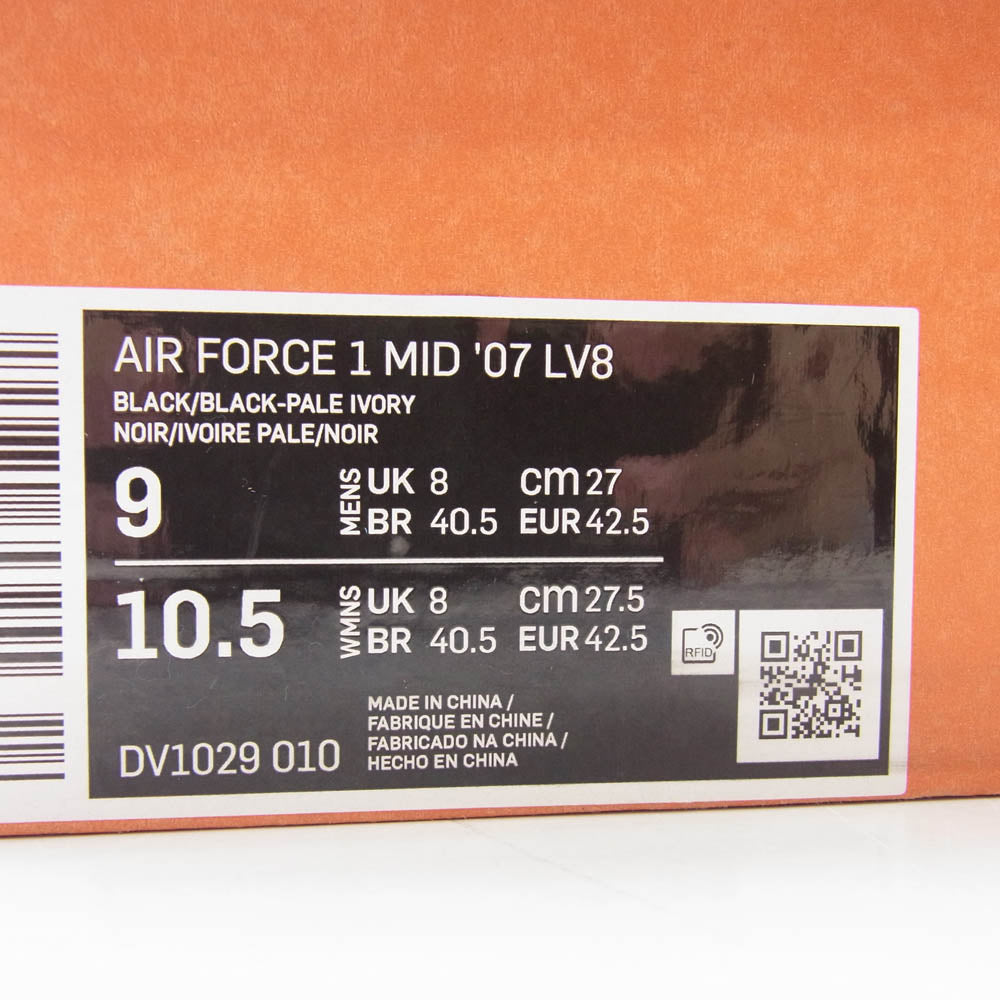 AIR FORCE 1 MID '07 LV8
BLACK/BLACK-PALE IVORY
NOIR/IVOIRE PALE/NOIR
9 MENS UK 8 cm 27
BR 40.5 EUR 42.5
10.5 WMNS UK 8 cm 27.5
BR 40.5 EUR 42.5
RFID
DV1029 010
MADE IN CHINA /
FABRIQUE EN CHINE /
FABRICADO NA CHINA /
HECHO EN CHINA